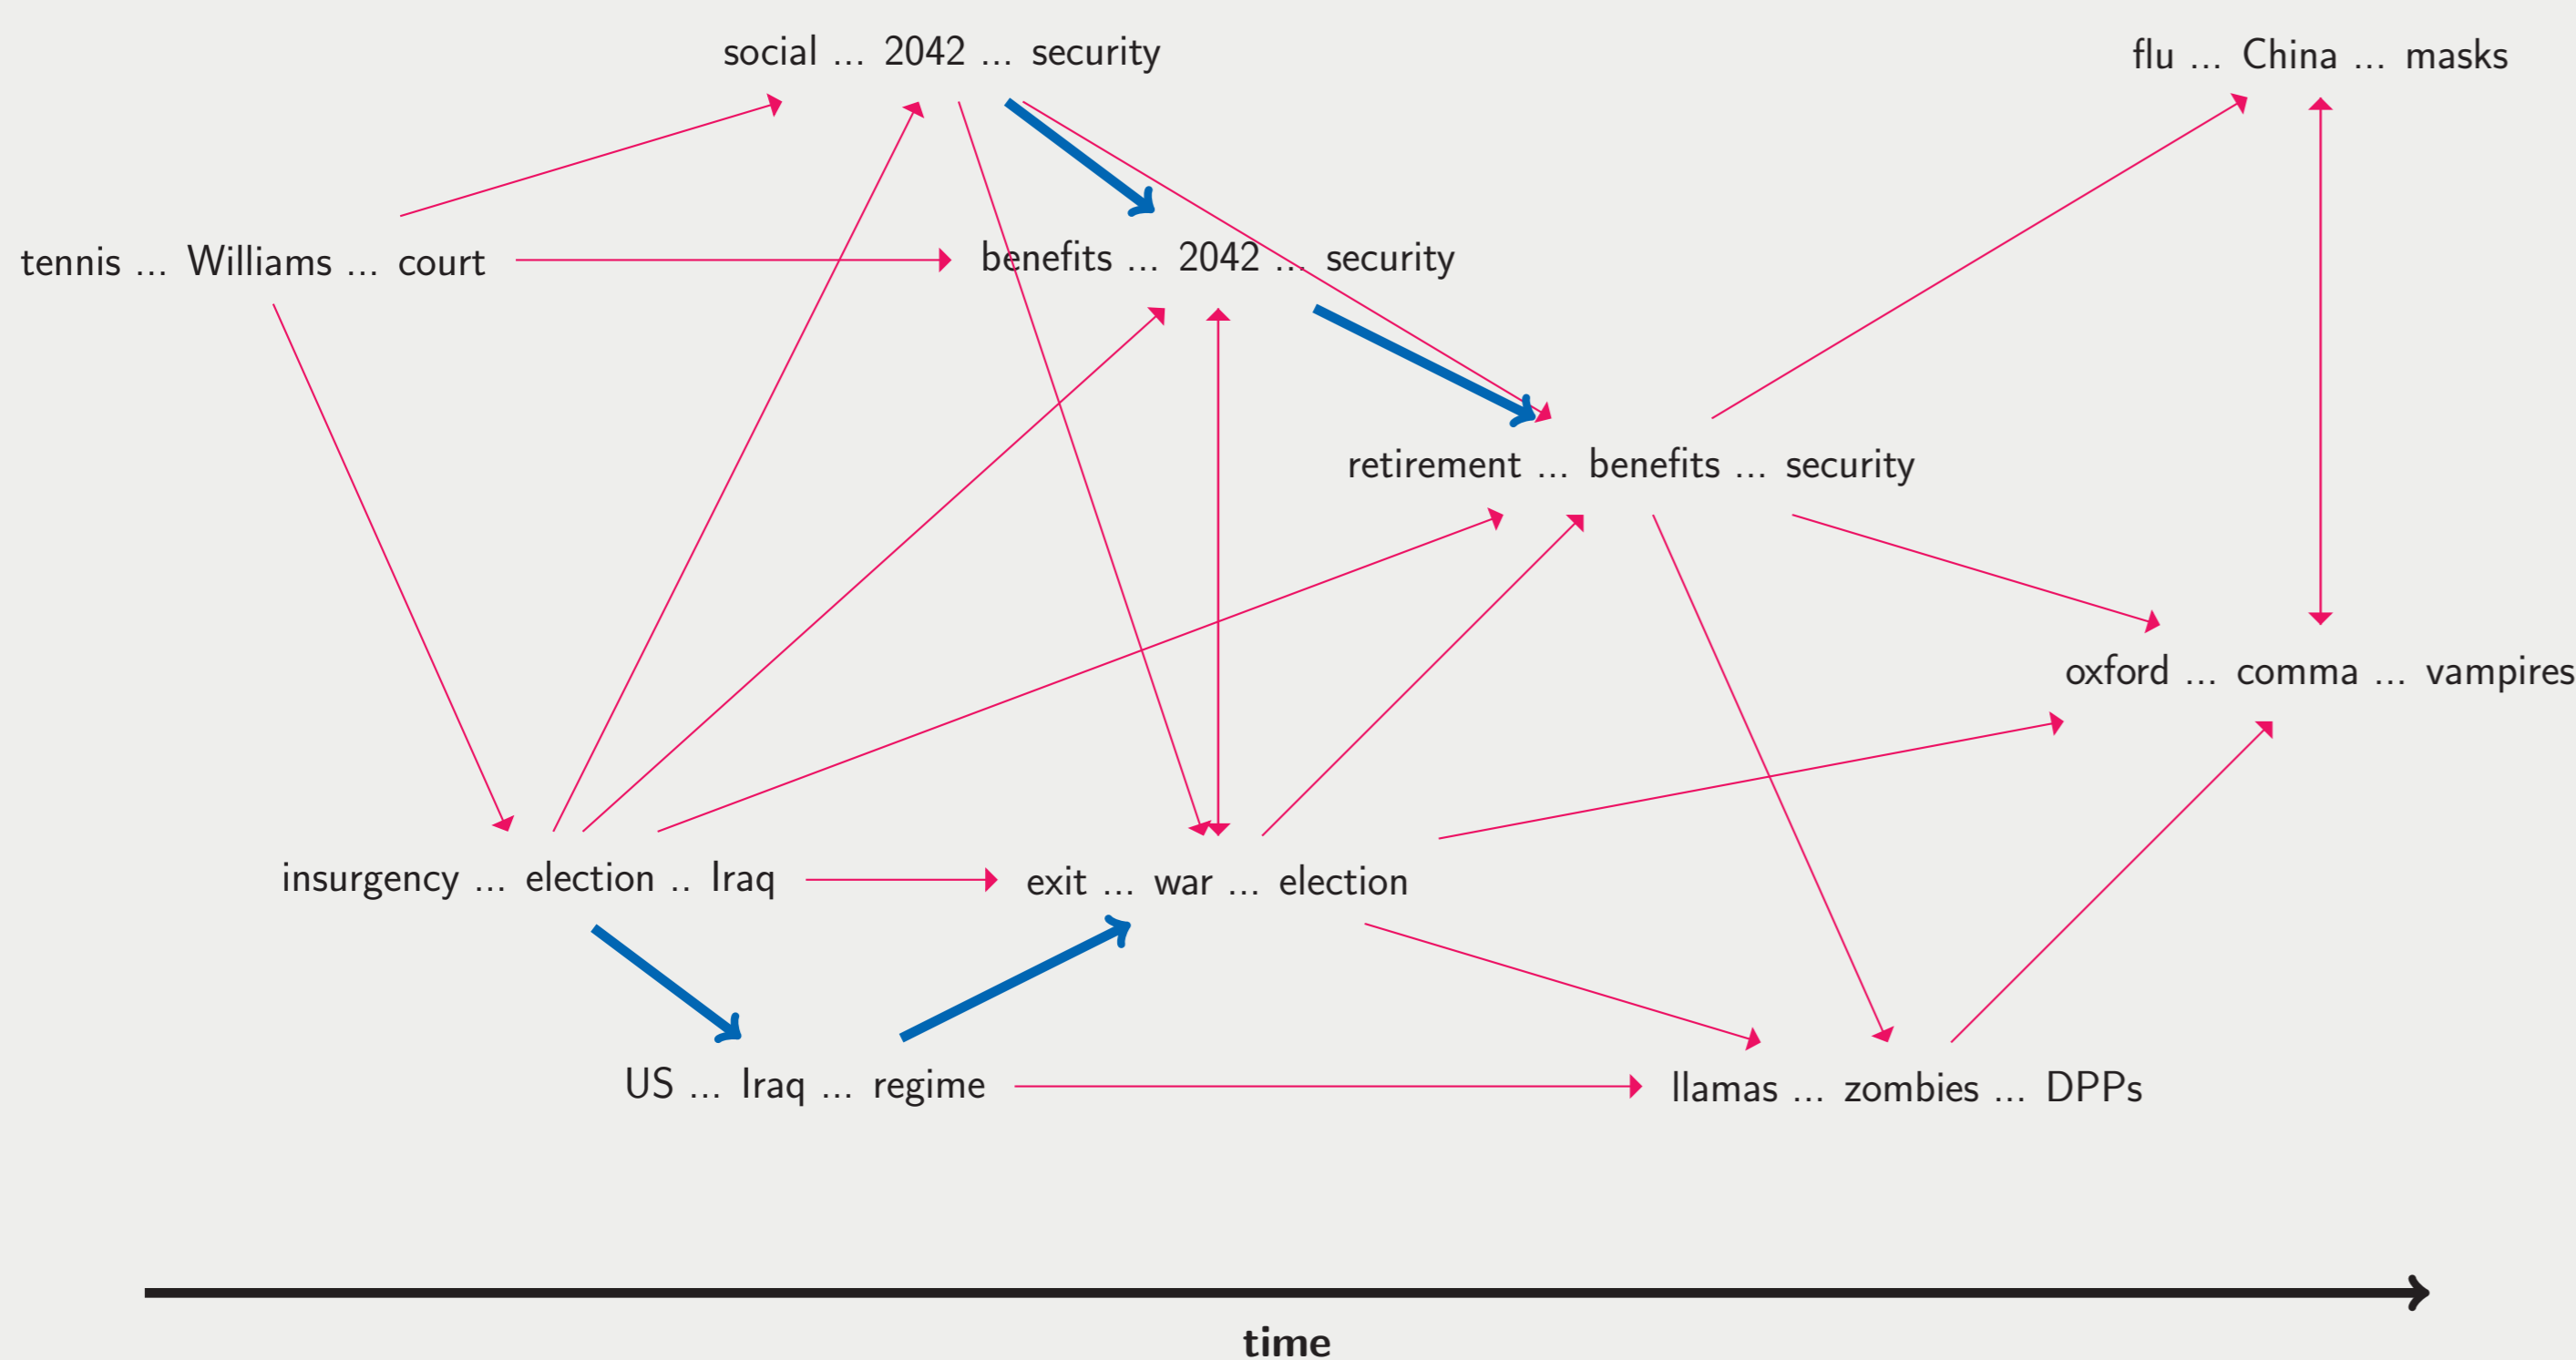 social ... 2042 ... security
flu ... China ... masks
tennis ... Williams ... court
benefits ... 2042 ... security
retirement ... benefits ... security
oxford ... comma ... vampires
insurgency ... election .. Iraq
exit ... war ... election
US ... Iraq ... regime
llamas ... zombies ... DPPs
time